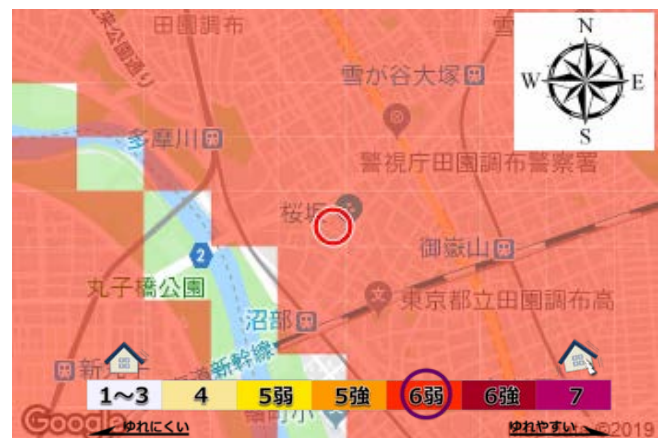 田園調布
N
雪が谷大塚
W E
S
多摩川
警視庁田園調布警察署
桜坂
御嶽山
2
丸子橋公園
東京都立田園調布高
沼部
新幹線
1～3 4 5弱 5強 6弱 6強 7
Google
ゆれにくい
ゆれやすい
©2019